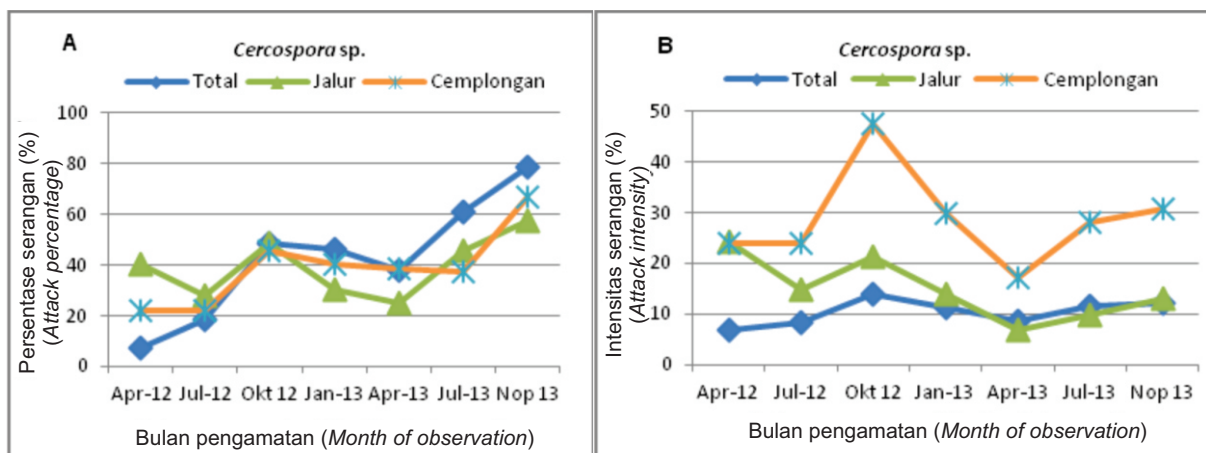 A
Cercospora sp.
Total Jalur Cemplongan
100
80
60
40
20
0
Persentase serangan (%)
(Attack percentage)
Apr-12 Jul-12 Okt 12 Jan-13 Apr-13 Jul-13 Nop 13
Bulan pengamatan (Month of observation)
B
Cercospora sp.
Total Jalur Cemplongan
50
40
30
20
10
0
Intensitas serangan (%)
(Attack intensity)
Apr-12 Jul-12 Okt 12 Jan-13 Apr-13 Jul-13 Nop 13
Bulan pengamatan (Month of observation)